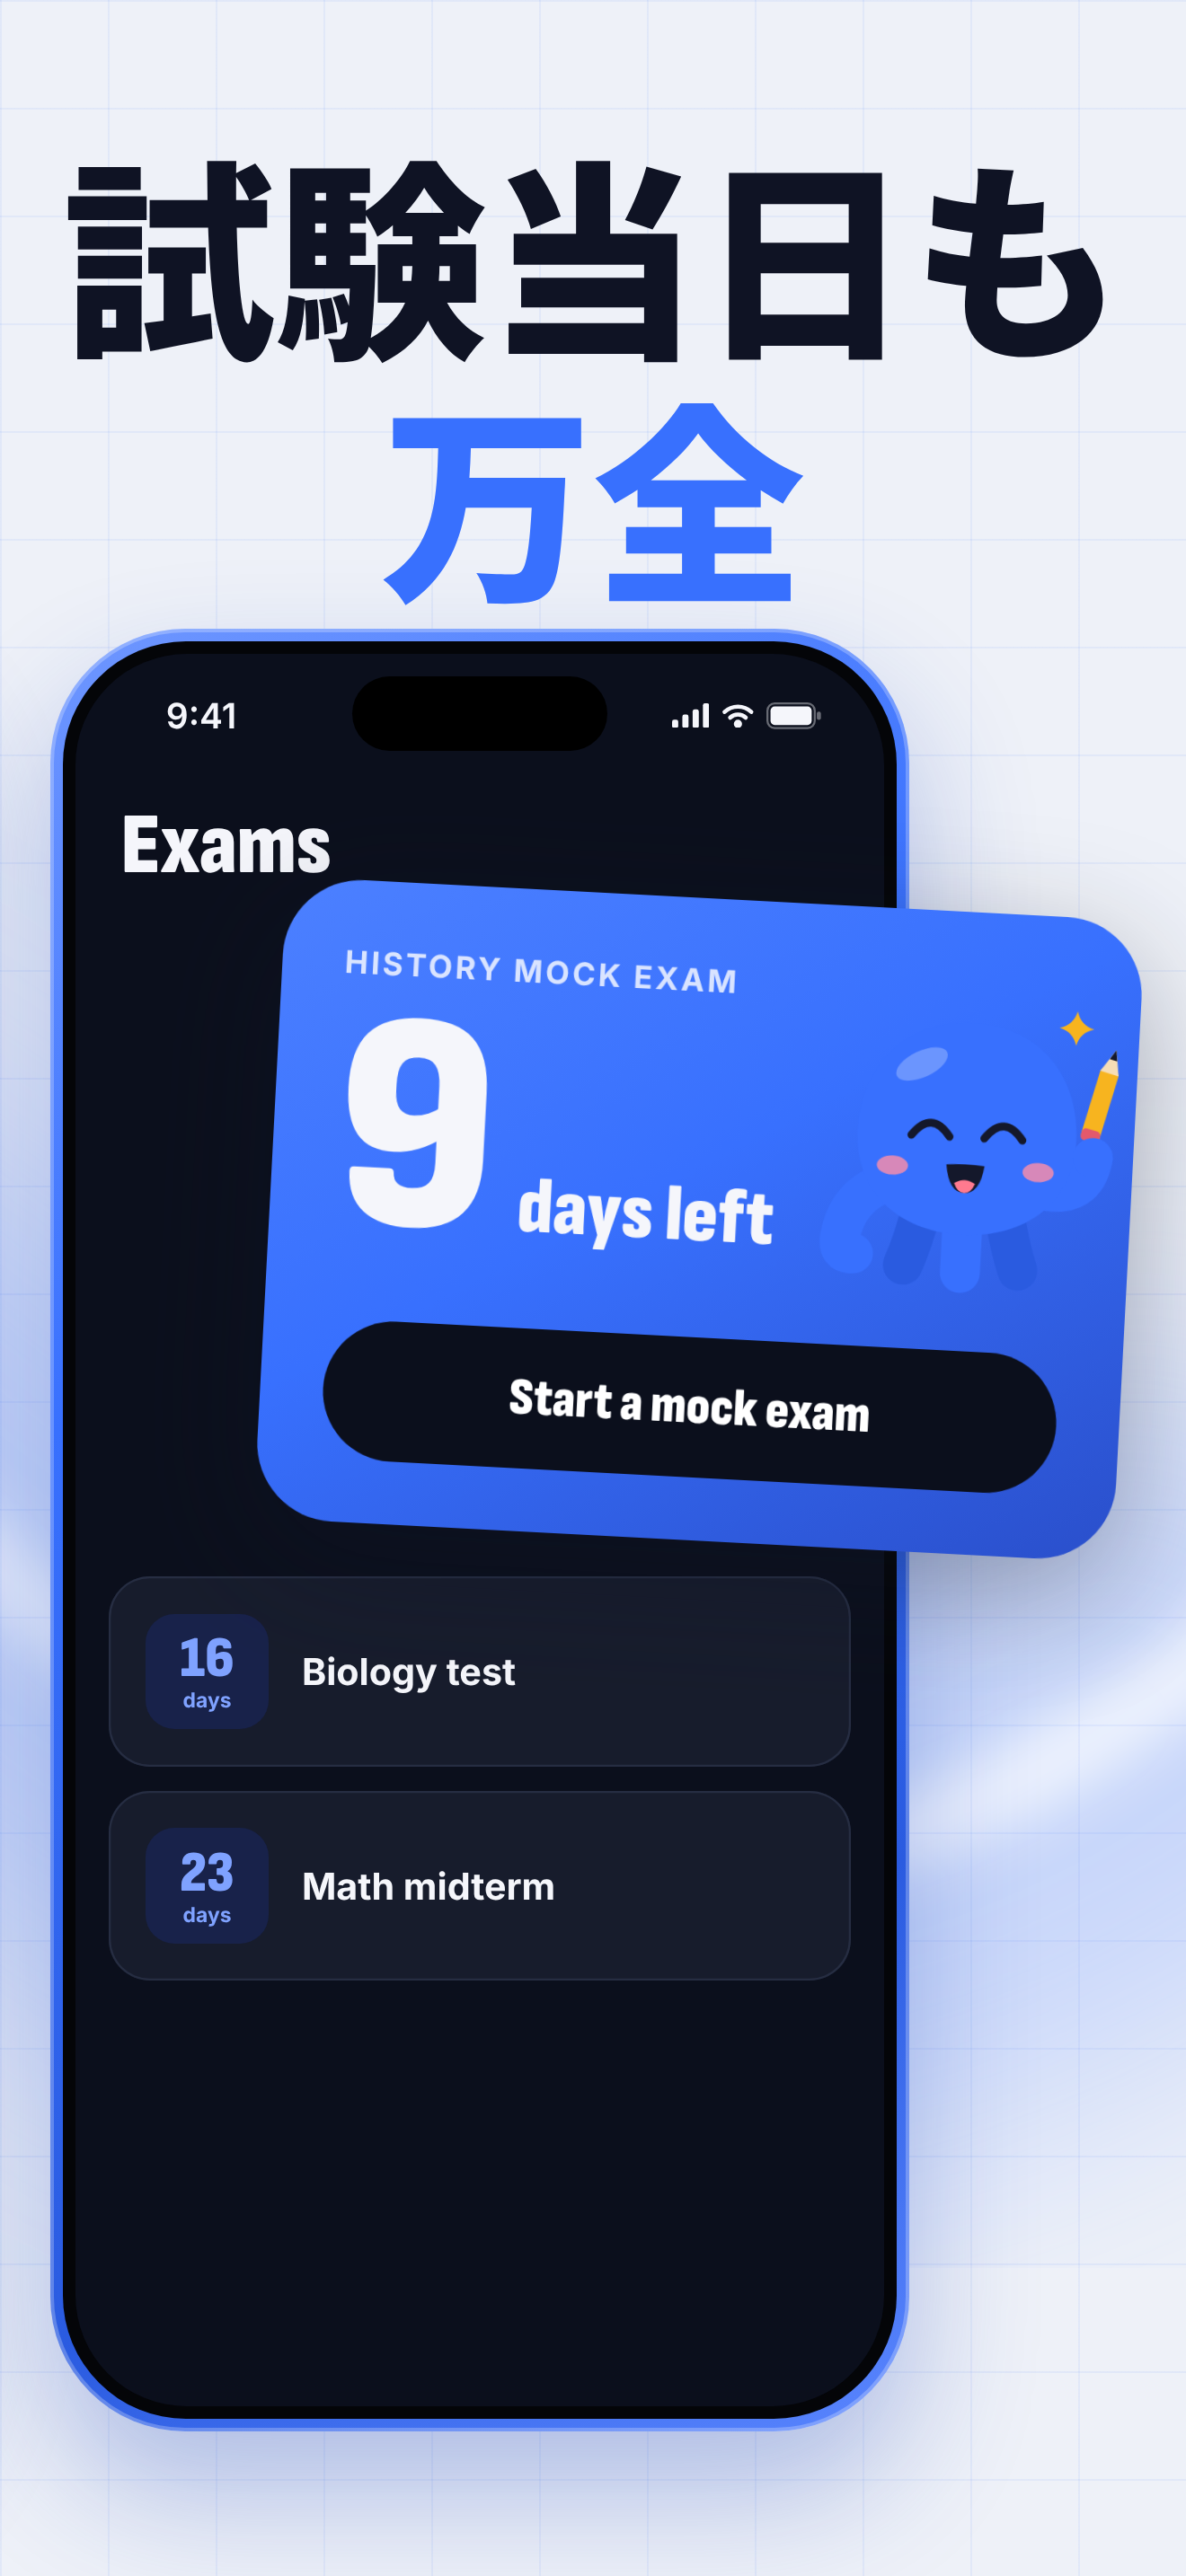 試験当日も
万全
9:41
Exams
HISTORY MOCK EXAM
9 days left
Start a mock exam
16
days
Biology test
23
days
Math midterm